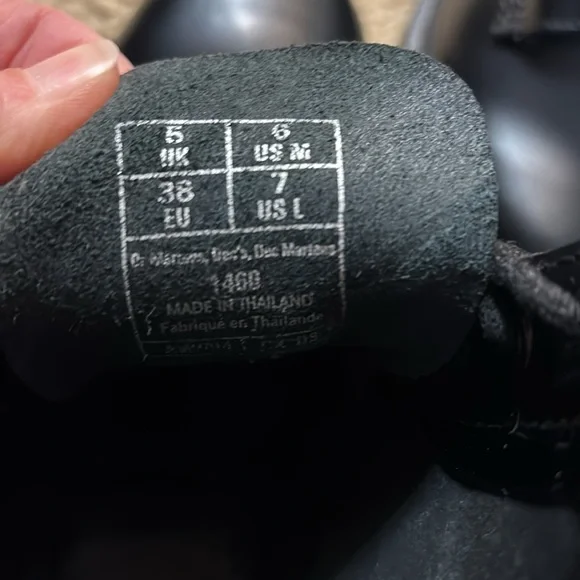 5 UK
6 US M
38 EU
7 US L
Dr. Martens, Doc's, Doc Martens
1460
MADE IN THAILAND
Fabriqué en Thaïlande